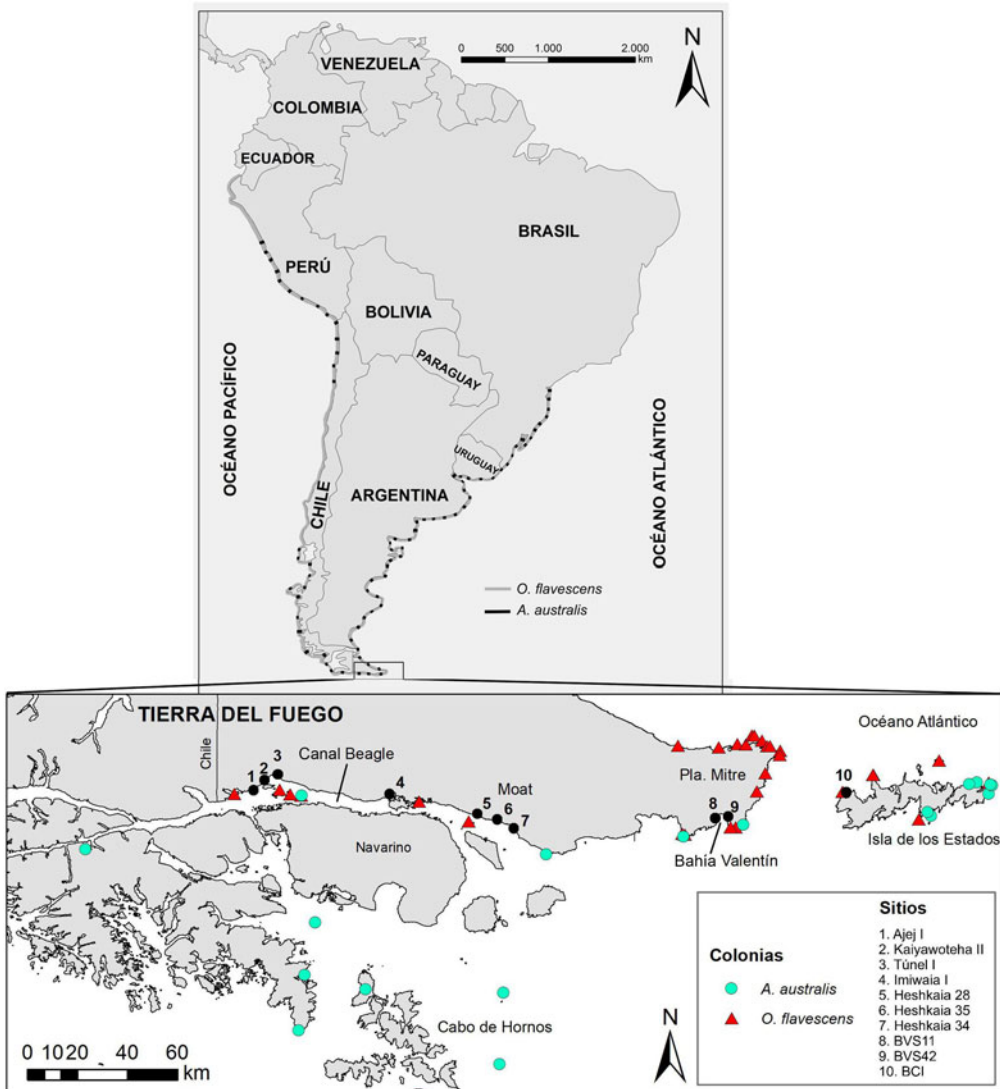 N
0 500 1.000 2.000
km
VENEZUELA
COLOMBIA
ECUADOR
BRASIL
PERÚ
BOLIVIA
PARAGUAY
OCÉANO PACÍFICO
OCÉANO ATLÁNTICO
CHILE
URUGUAY
ARGENTINA
O. flavescens
A. australis
TIERRA DEL FUEGO
Chile
Canal Beagle
Océano Atlántico
1
2
3
4
Moat
5
6
7
Pla. Mitre
8
9
10
Isla de los Estados
Bahía Valentín
Navarino
Cabo de Hornos
N
0 10 20 40 60
km
Colonias
A. australis
O. flavescens
Sitios
1. Ajej I
2. Kaiyawoteha II
3. Túnel I
4. Imiwaia I
5. Heshkaia 28
6. Heshkaia 35
7. Heshkaia 34
8. BVS11
9. BVS42
10. BCI